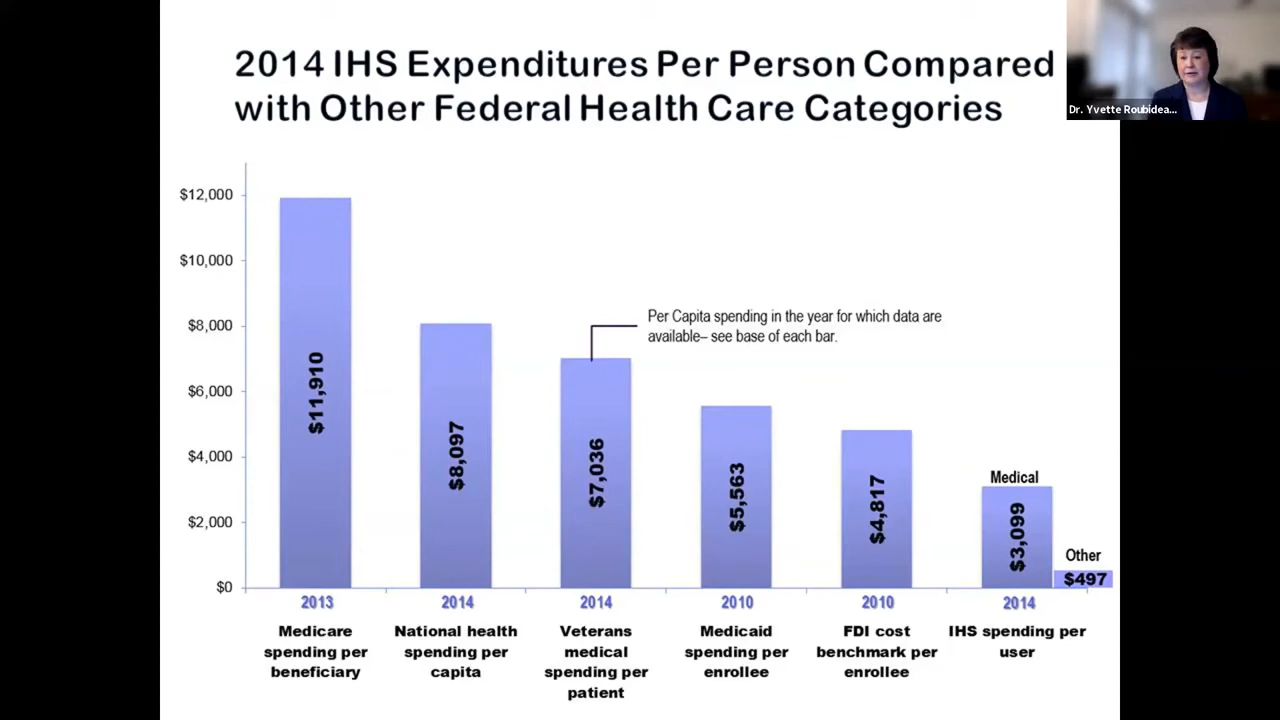 2014 IHS Expenditures Per Person Compared
with Other Federal Health Care Categories
Dr. Yvette Roubidea...
$12,000
$10,000
$8,000
$6,000
$4,000
$2,000
$0
Per Capita spending in the year for which data are
available– see base of each bar.
$11,910
$8,097
$7,036
$5,563
$4,817
Medical
$3,099
Other
$497
2013
2014
2014
2010
2010
2014
Medicare
spending per
beneficiary
National health
spending per
capita
Veterans
medical
spending per
patient
Medicaid
spending per
enrollee
FDI cost
benchmark per
enrollee
IHS spending per
user